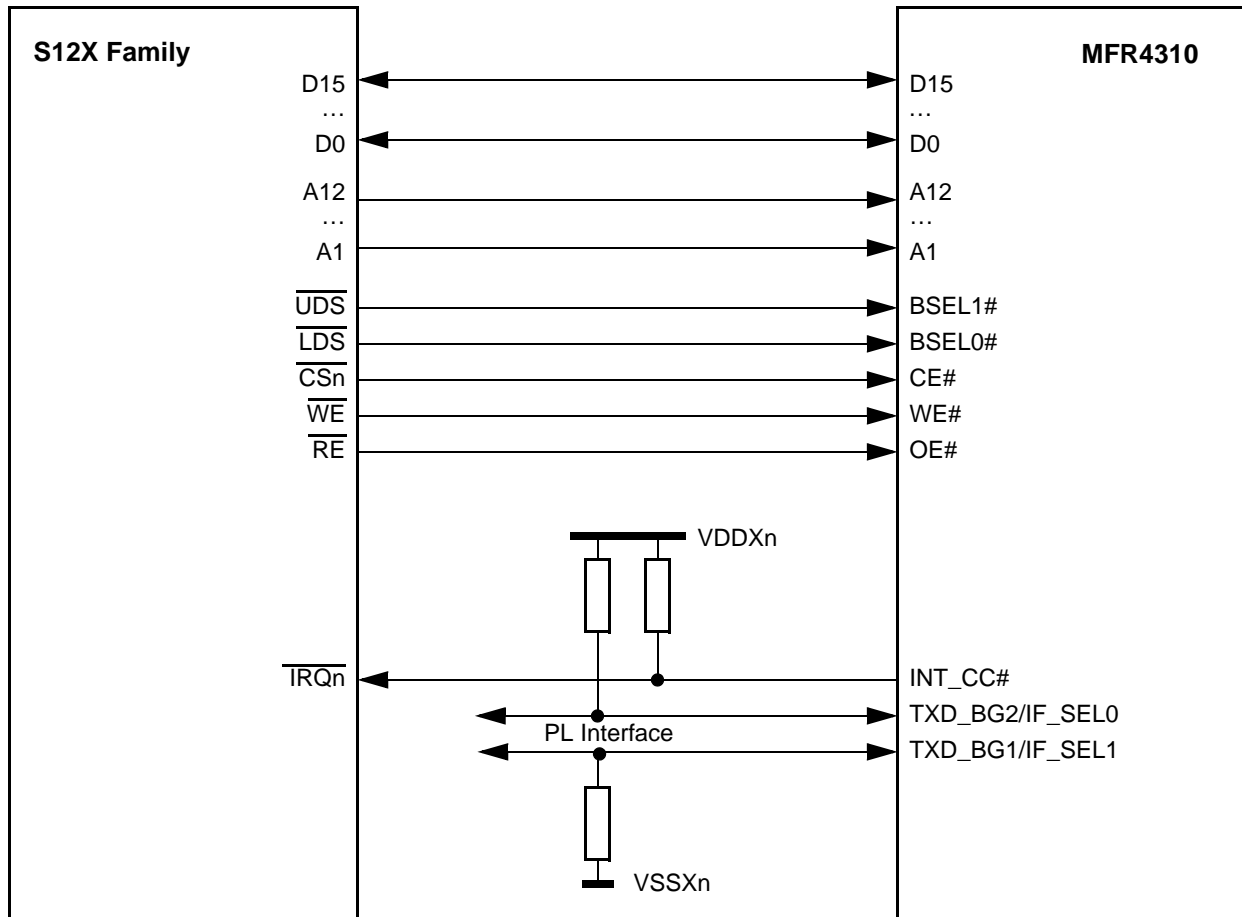 S12X Family
MFR4310
D15
D15
…
…
D0
D0
A12
A12
…
…
A1
A1
UDS
BSEL1#
LDS
BSEL0#
CSn
CE#
WE
WE#
RE
OE#
VDDXn
IRQn
INT_CC#
TXD_BG2/IF_SEL0
PL Interface
TXD_BG1/IF_SEL1
VSSXn